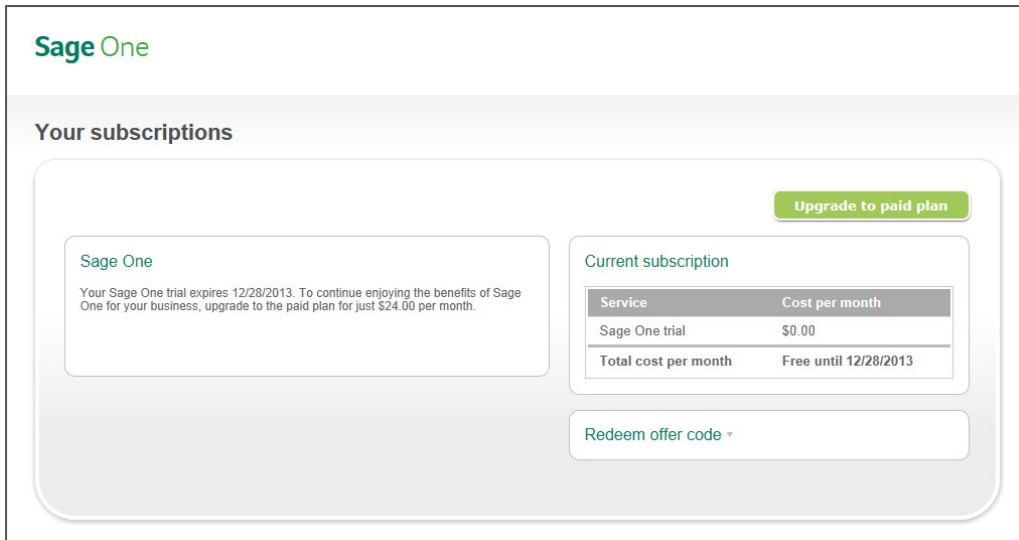 Sage One
Your subscriptions
Upgrade to paid plan
Sage One
Your Sage One trial expires 12/28/2013. To continue enjoying the benefits of Sage
One for your business, upgrade to the paid plan for just $24.00 per month.
Current subscription
Service Cost per month
Sage One trial $0.00
Total cost per month Free until 12/28/2013
Redeem offer code